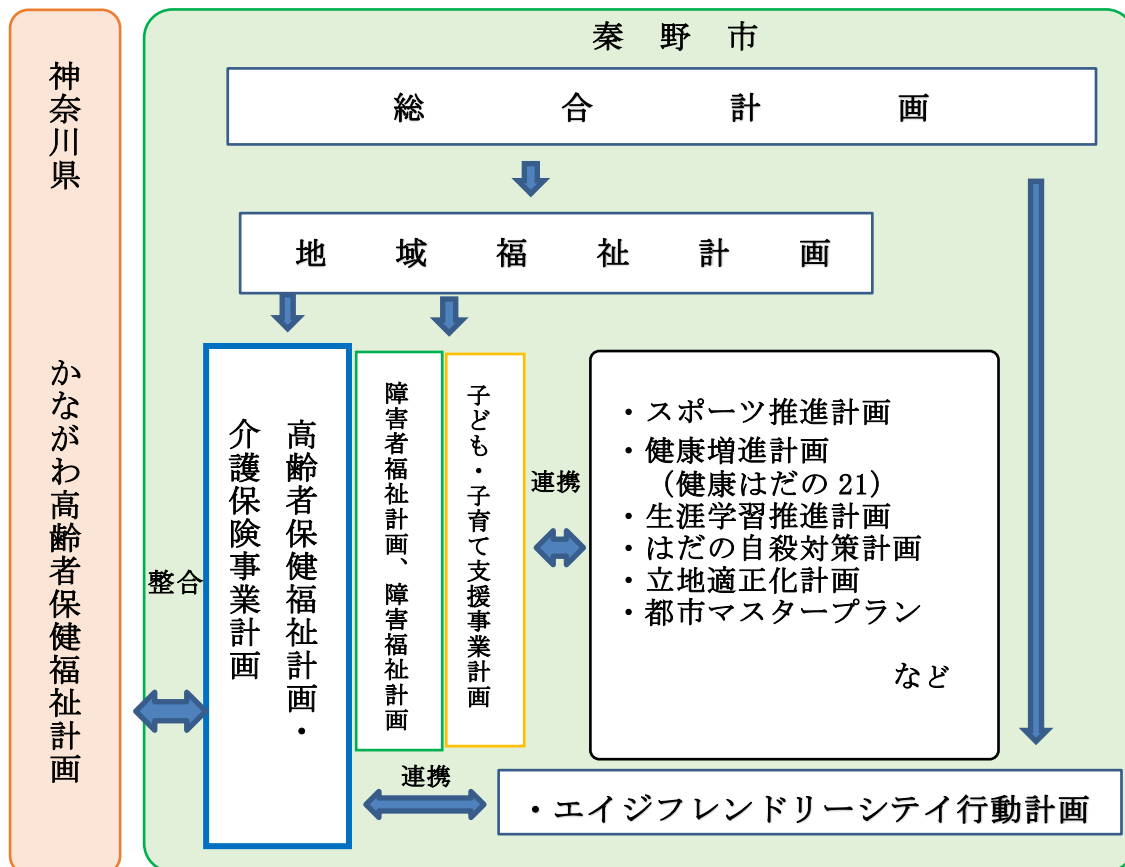 神奈川県　かながわ高齢者保健福祉計画
秦野市
総合計画
地域福祉計画
高齢者保健福祉計画・
介護保険事業計画
障害者福祉計画、障害福祉計画
子ども・子育て支援事業計画
整合
連携
・スポーツ推進計画
・健康増進計画
（健康はだの 21）
・生涯学習推進計画
・はだの自殺対策計画
・立地適正化計画
・都市マスタープラン
など
連携
・エイジフレンドリーシテイ行動計画